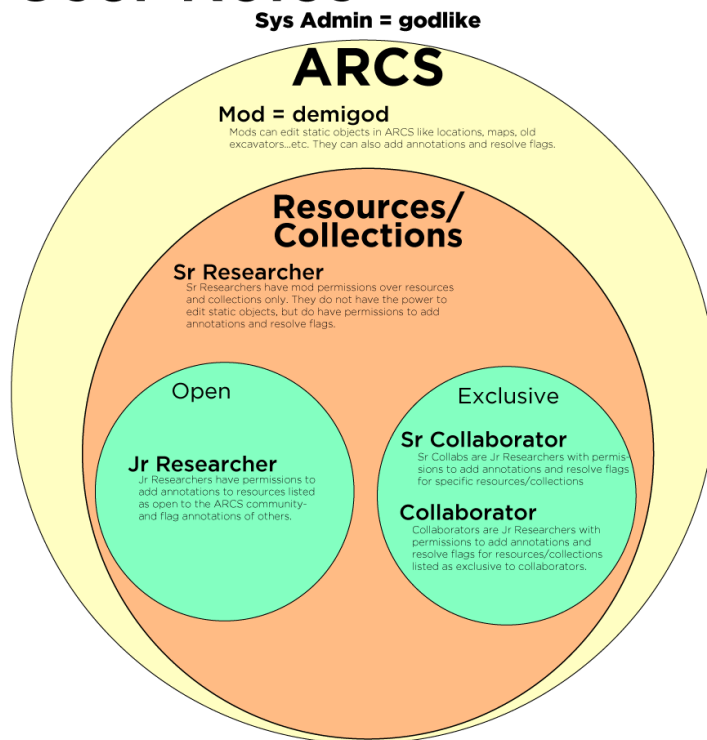 Sys Admin = godlike
ARCS
Mod = demigod
Mods can edit static objects in ARCS like locations, maps, old
excavators...etc. They can also add annotations and resolve flags.
Resources/
Collections
Sr Researcher
Sr Researchers have mod permissions over resources
and collections only. They do not have the power to
edit static objects, but do have permissions to add
annotations and resolve flags.
Open
Jr Researcher
Jr Researchers have permissions to
add annotations to resources listed
as open to the ARCS community-
and flag annotations of others.
Exclusive
Sr Collaborator
Sr Collabs are Jr Researchers with permis-
sions to add annotations and resolve flags
for specific resources/collections
Collaborator
Collaborators are Jr Researchers with
permissions to add annotations and
resolve flags for resources/collections
listed as exclusive to collaborators.